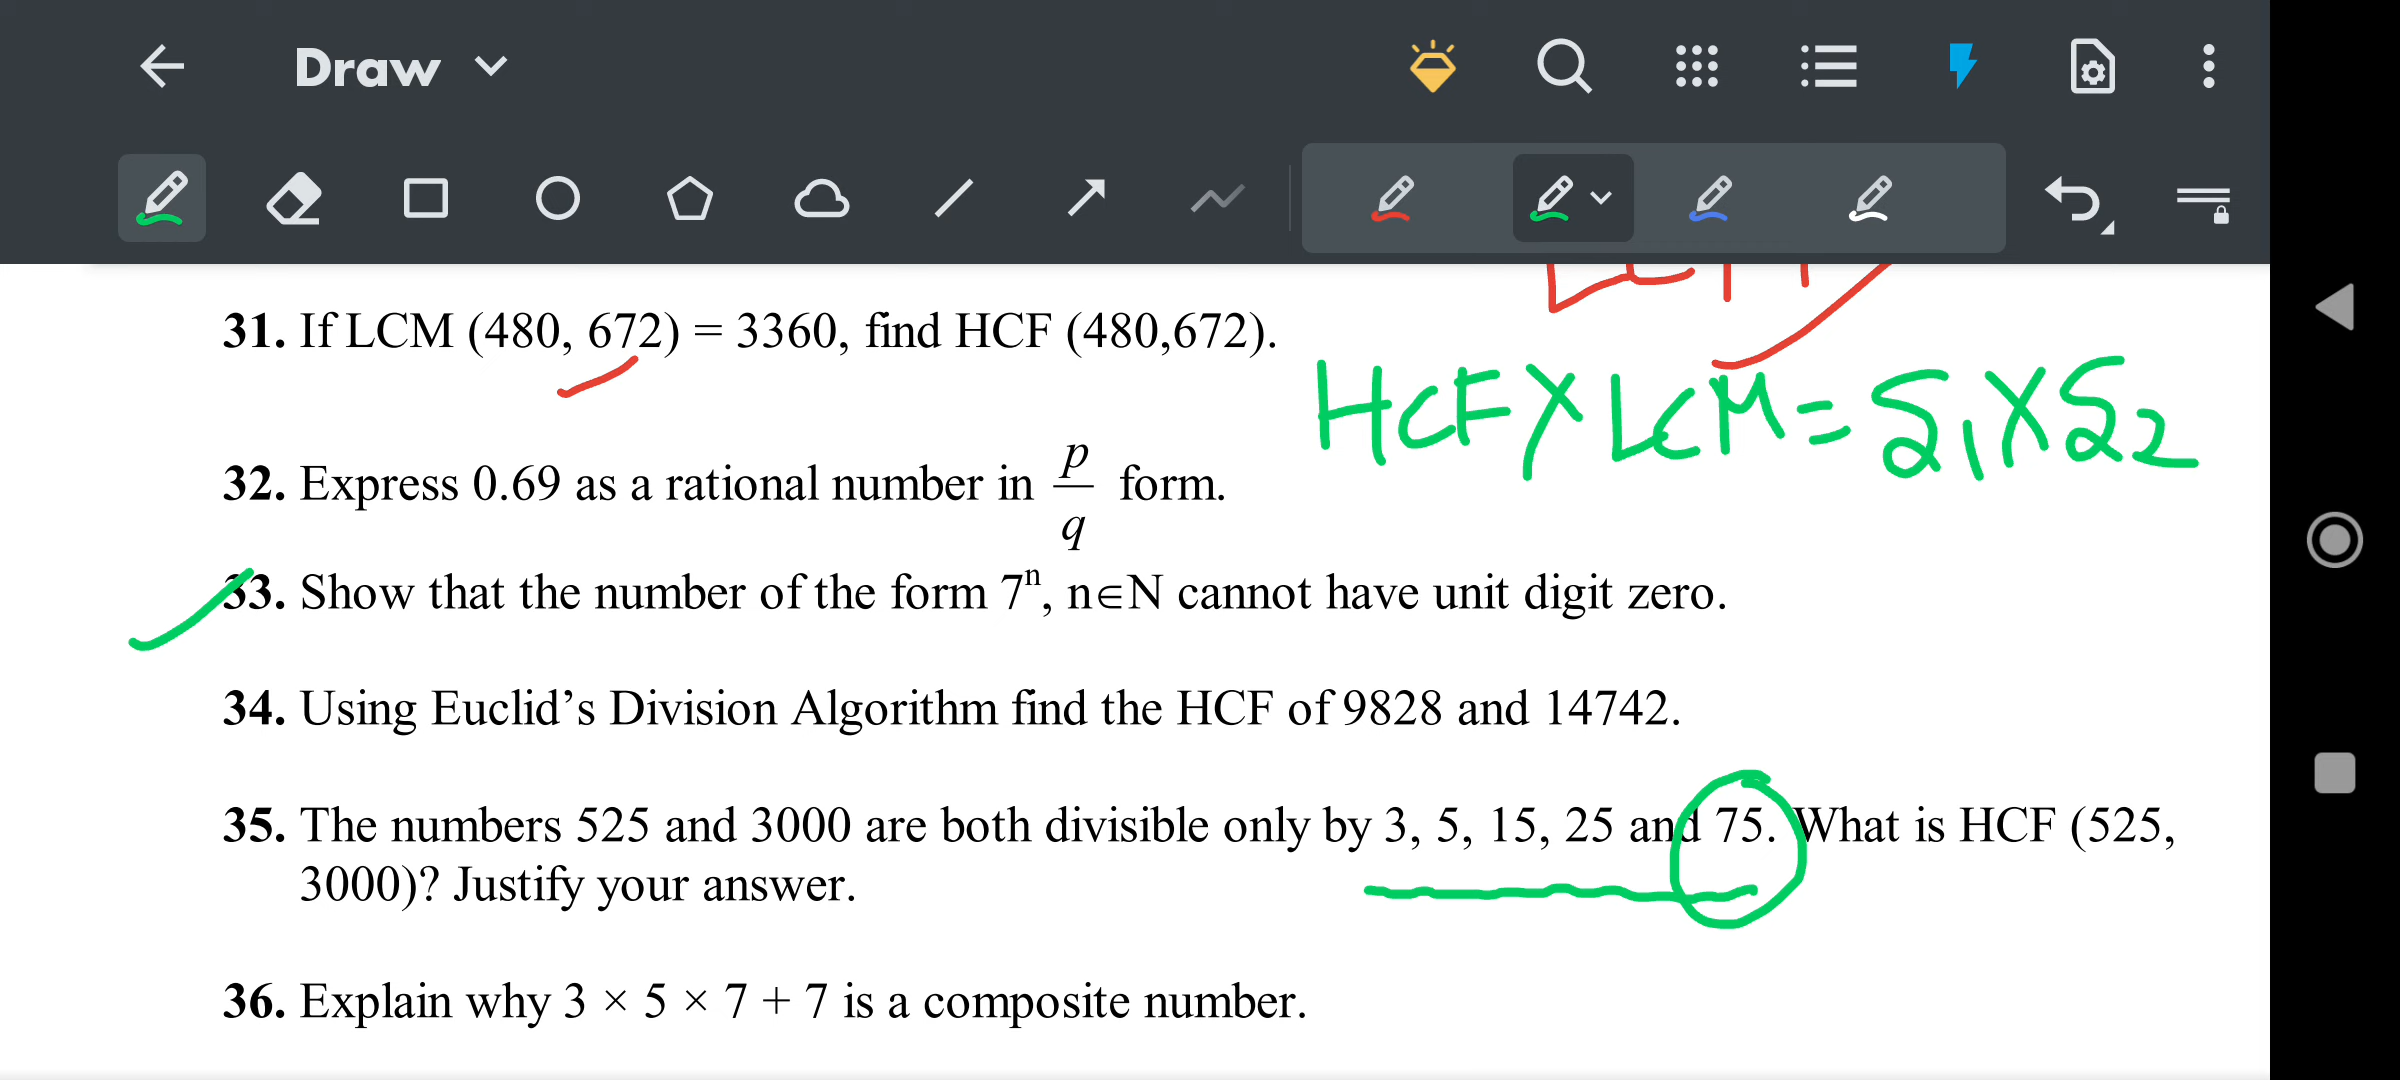 Draw
31. If LCM (480, 672) = 3360, find HCF (480,672).
HCF X LCM = S1 X S2
32. Express 0.69 as a rational number in p/q form.
33. Show that the number of the form 7ⁿ, n∈N cannot have unit digit zero.
34. Using Euclid’s Division Algorithm find the HCF of 9828 and 14742.
35. The numbers 525 and 3000 are both divisible only by 3, 5, 15, 25 and 75. What is HCF (525,
3000)? Justify your answer.
36. Explain why 3 × 5 × 7 + 7 is a composite number.